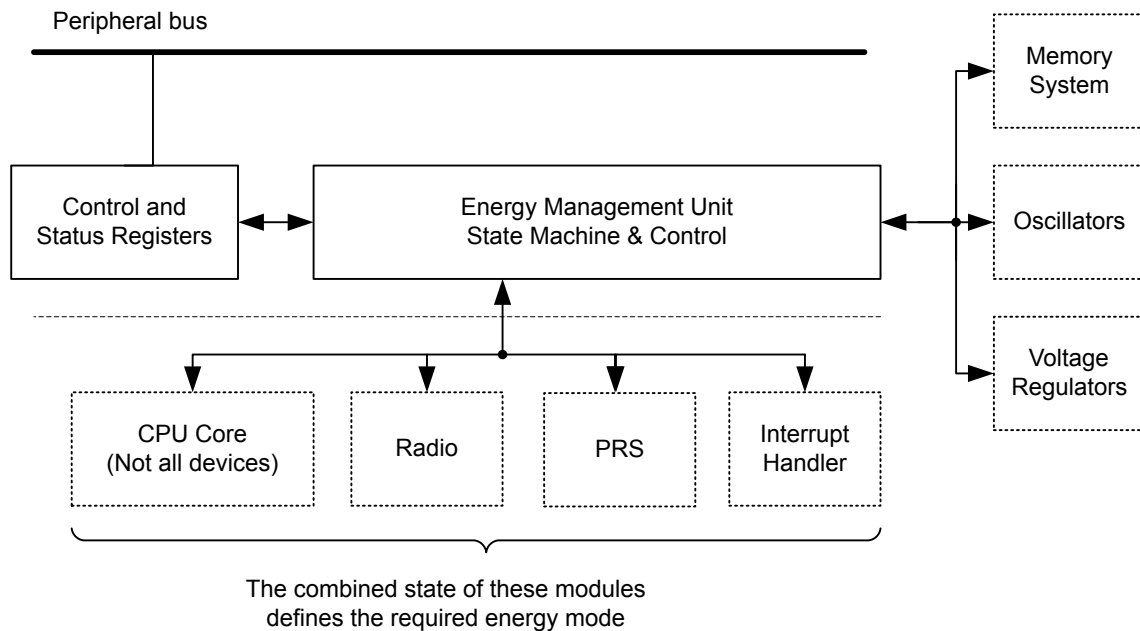 Peripheral bus
Memory
System
Control and
Status Registers
Energy Management Unit
State Machine & Control
Oscillators
Voltage
Regulators
CPU Core
(Not all devices)
Radio
PRS
Interrupt
Handler
The combined state of these modules
defines the required energy mode